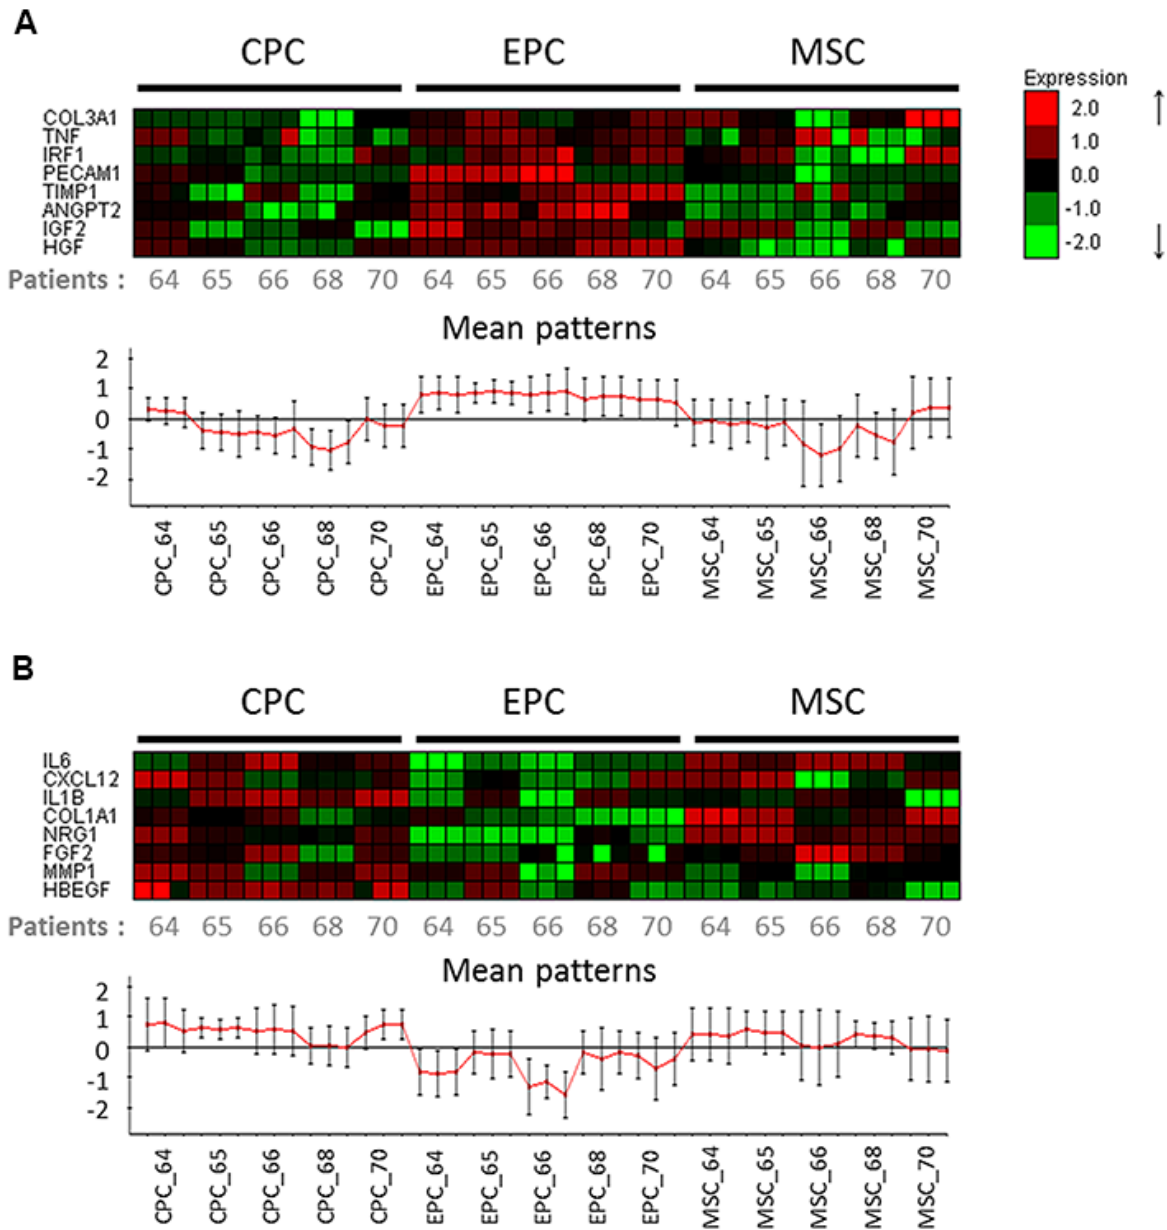 A
CPC EPC MSC
Expression
COL3A1 2.0
TNF 1.0
IRF1
PECAM1 0.0
TIMP1
ANGPT2 -1.0
IGF2
HGF -2.0
Patients : 64 65 66 68 70 64 65 66 68 70 64 65 66 68 70
Mean patterns
2
1
0
-1
-2
CPC_64 CPC_65 CPC_66 CPC_68 CPC_70 EPC_64 EPC_65 EPC_66 EPC_68 EPC_70 MSC_64 MSC_65 MSC_66 MSC_68 MSC_70
B
CPC EPC MSC
IL6
CXCL12
IL1B
COL1A1
NRG1
FGF2
MMP1
HBEGF
Patients : 64 65 66 68 70 64 65 66 68 70 64 65 66 68 70
Mean patterns
2
1
0
-1
-2
CPC_64 CPC_65 CPC_66 CPC_68 CPC_70 EPC_64 EPC_65 EPC_66 EPC_68 EPC_70 MSC_64 MSC_65 MSC_66 MSC_68 MSC_70